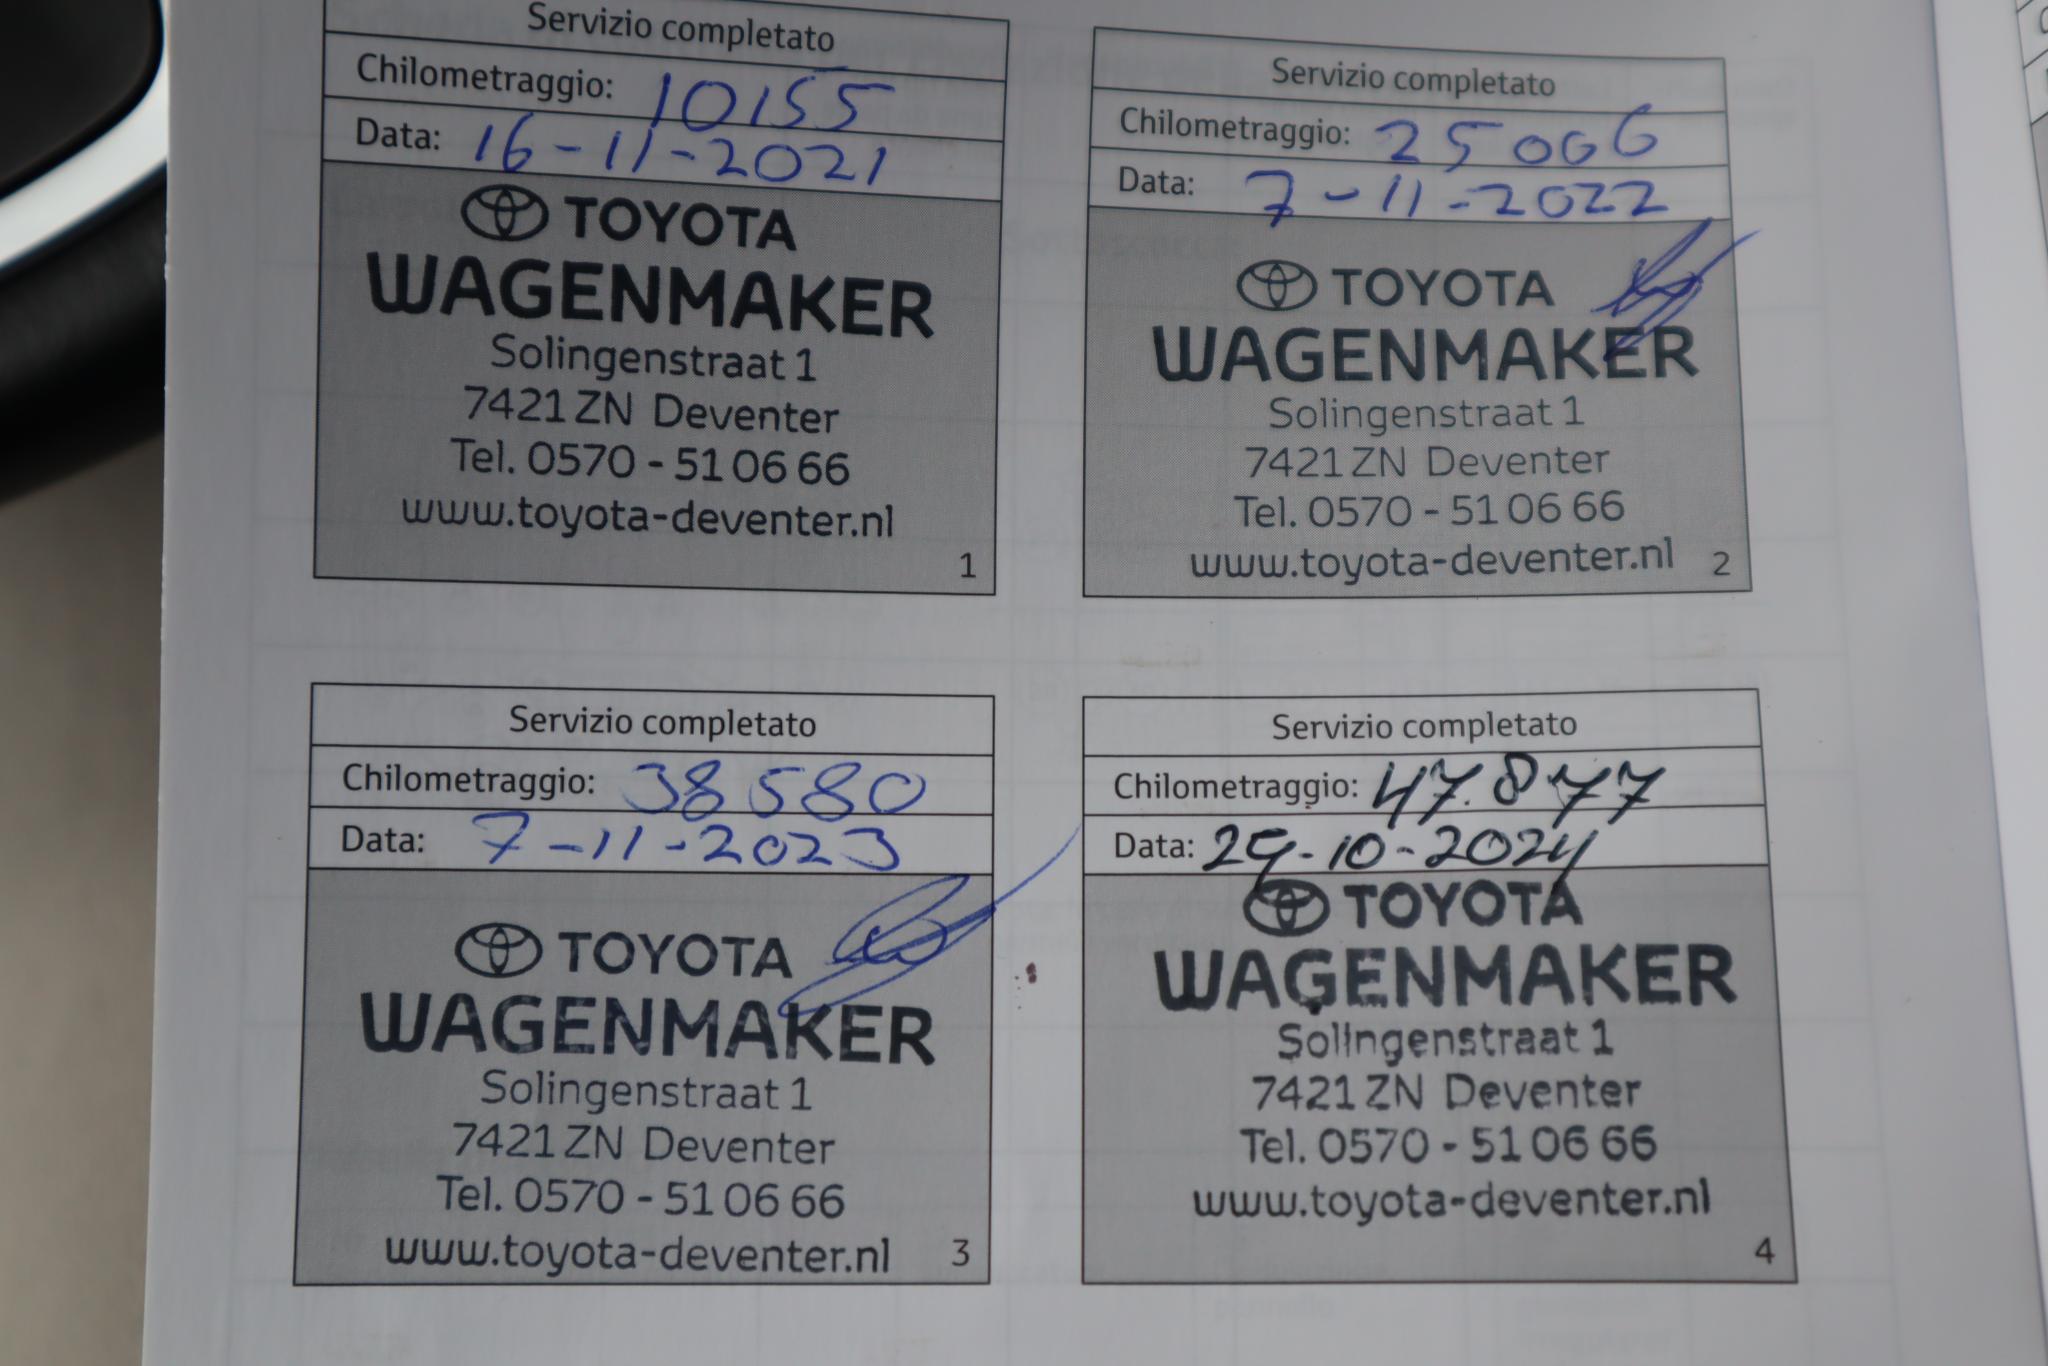 Servizio completato
Chilometraggio: 10155
Data: 16-11-2021
TOYOTA
WAGENMAKER
Solingenstraat 1
7421 ZN Deventer
Tel. 0570 - 51 06 66
www.toyota-deventer.nl
1
Servizio completato
Chilometraggio: 25066
Data: 7-11-2022
TOYOTA
WAGENMAKER
Solingenstraat 1
7421 ZN Deventer
Tel. 0570 - 51 06 66
www.toyota-deventer.nl
2
Servizio completato
Chilometraggio: 38580
Data: 7-11-2023
TOYOTA
WAGENMAKER
Solingenstraat 1
7421 ZN Deventer
Tel. 0570 - 51 06 66
www.toyota-deventer.nl
3
Servizio completato
Chilometraggio: 47.877
Data: 29-10-2024
TOYOTA
WAGENMAKER
Solingenstraat 1
7421 ZN Deventer
Tel. 0570 - 51 06 66
www.toyota-deventer.nl
4